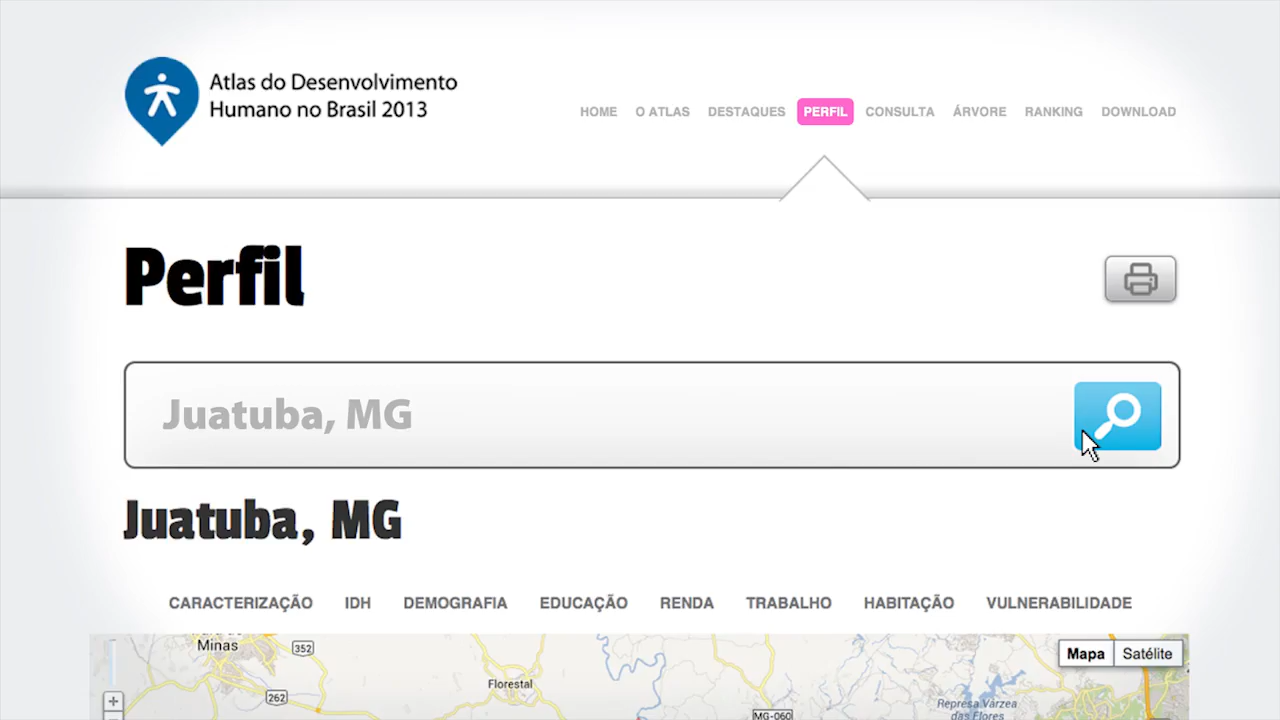 Atlas do Desenvolvimento
Humano no Brasil 2013
HOME O ATLAS DESTAQUES PERFIL CONSULTA ÁRVORE RANKING DOWNLOAD
Perfil
Juatuba, MG
Juatuba, MG
CARACTERIZAÇÃO IDH DEMOGRAFIA EDUCAÇÃO RENDA TRABALHO HABITAÇÃO VULNERABILIDADE
Minas
352
Mapa Satélite
Florestal
262
Represa Várzea
das Flores
MG-060